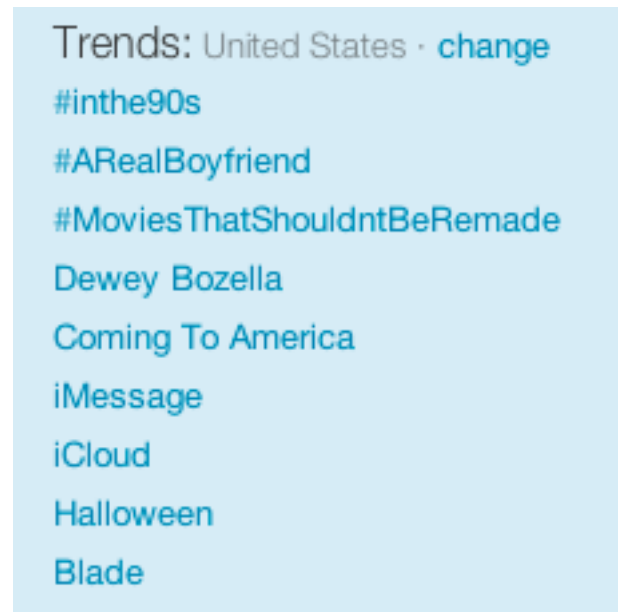 Trends: United States · change
#inthe90s
#ARealBoyfriend
#MoviesThatShouldntBeRemade
Dewey Bozella
Coming To America
iMessage
iCloud
Halloween
Blade